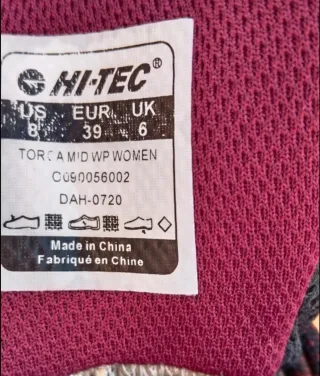 HI-TEC®
US EUR UK
8 39 6
TORCA MID WP WOMEN
O090056002
DAH-0720
Made in China
Fabriqué en Chine